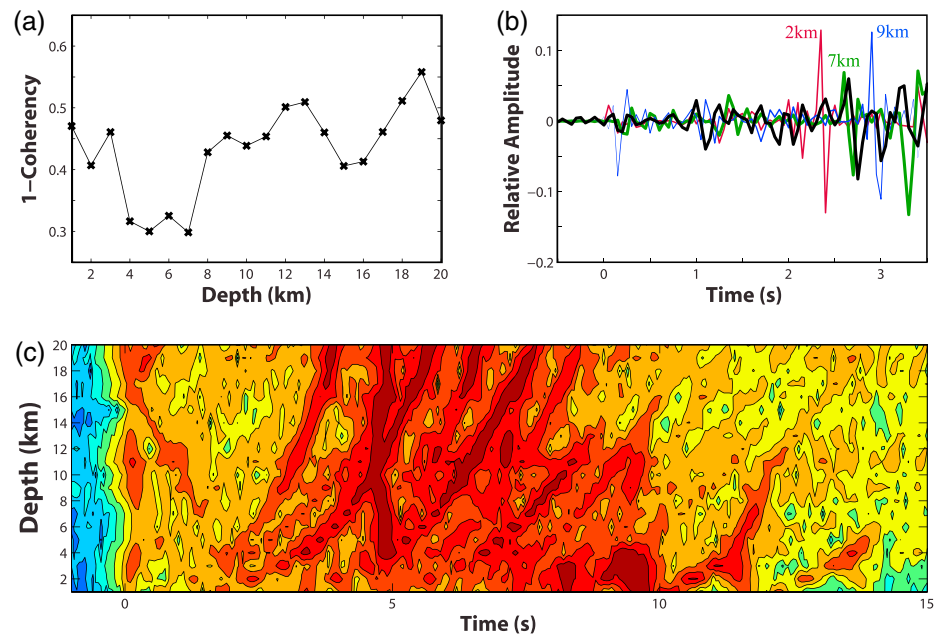 (a)
1−Coherency
0.6
0.5
0.4
0.3
2 4 6 8 10 12 14 16 18 20
Depth (km)
(b)
Relative Amplitude
0.1
0
−0.1
−0.2
2km
7km
9km
0 1 2 3
Time (s)
(c)
Depth (km)
20
18
16
14
12
10
8
6
4
2
0 5 10 15
Time (s)